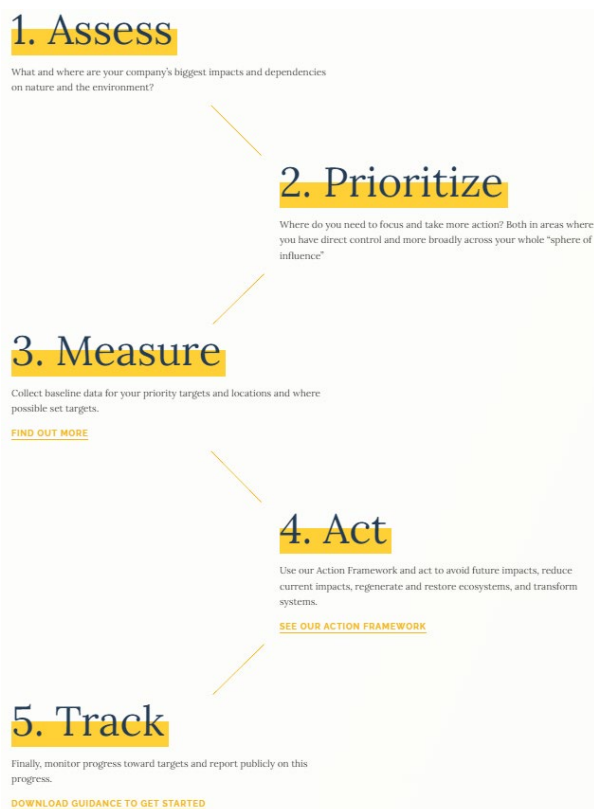 1. Assess
What and where are your company's biggest impacts and dependencies
on nature and the environment?
2. Prioritize
Where do you need to focus and take more action? Both in areas where
you have direct control and more broadly across your whole “sphere of
influence”
3. Measure
Collect baseline data for your priority targets and locations and where
possible set targets.
FIND OUT MORE
4. Act
Use our Action Framework and act to avoid future impacts, reduce
current impacts, regenerate and restore ecosystems, and transform
systems.
SEE OUR ACTION FRAMEWORK
5. Track
Finally, monitor progress toward targets and report publicly on this
progress.
DOWNLOAD GUIDANCE TO GET STARTED